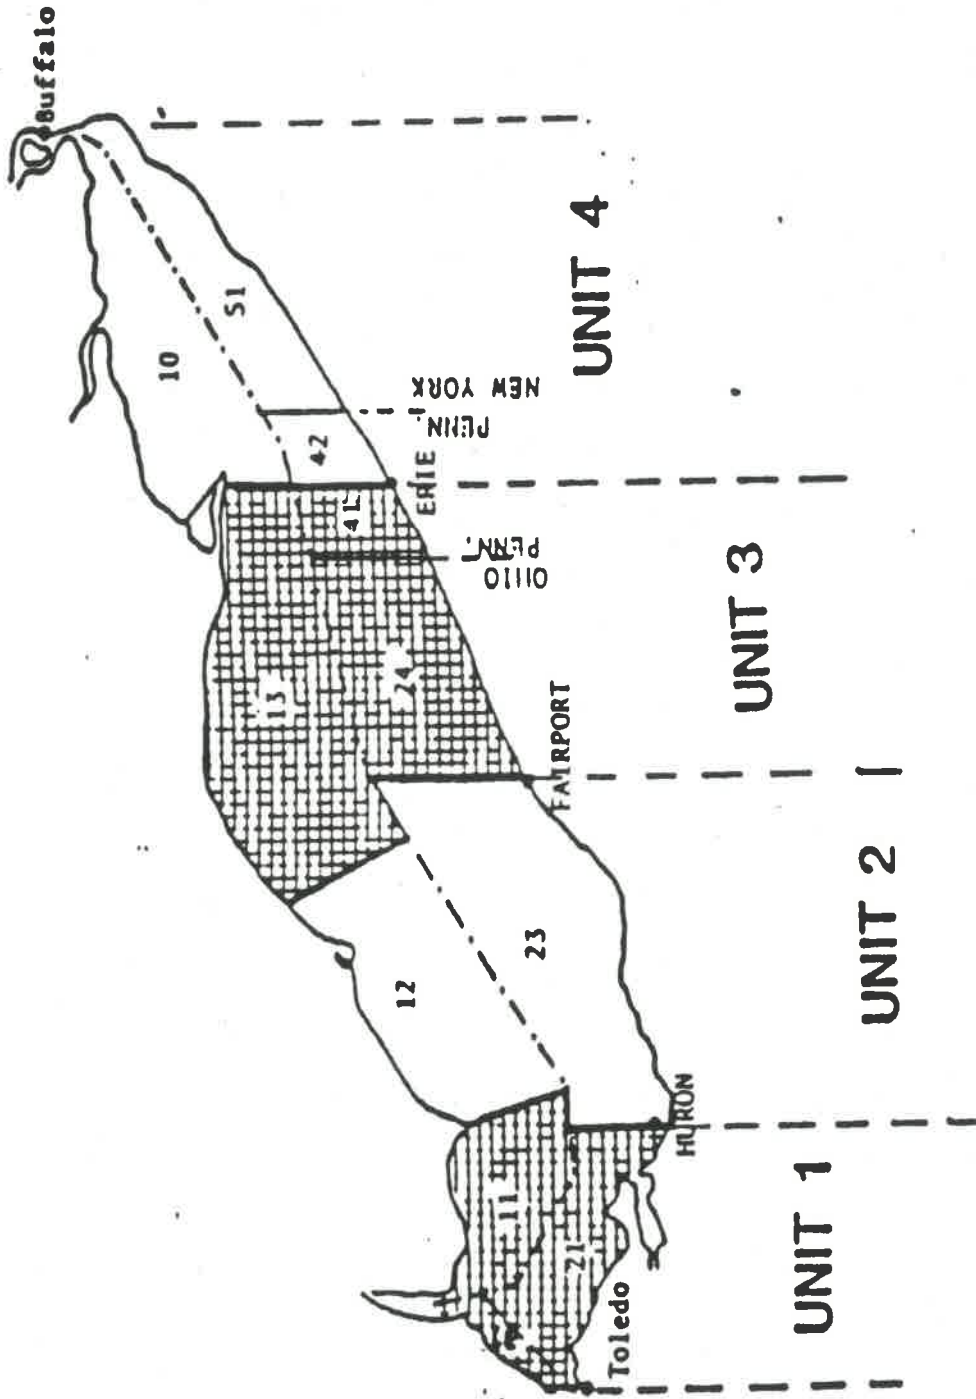 Buffalo
10
51
42
PENN.
NEW YORK
ERIE
41
OHIO
PENN.
13
24
FAIRPORT
12
23
HURON
11
21
Toledo
UNIT 1
UNIT 2
UNIT 3
UNIT 4